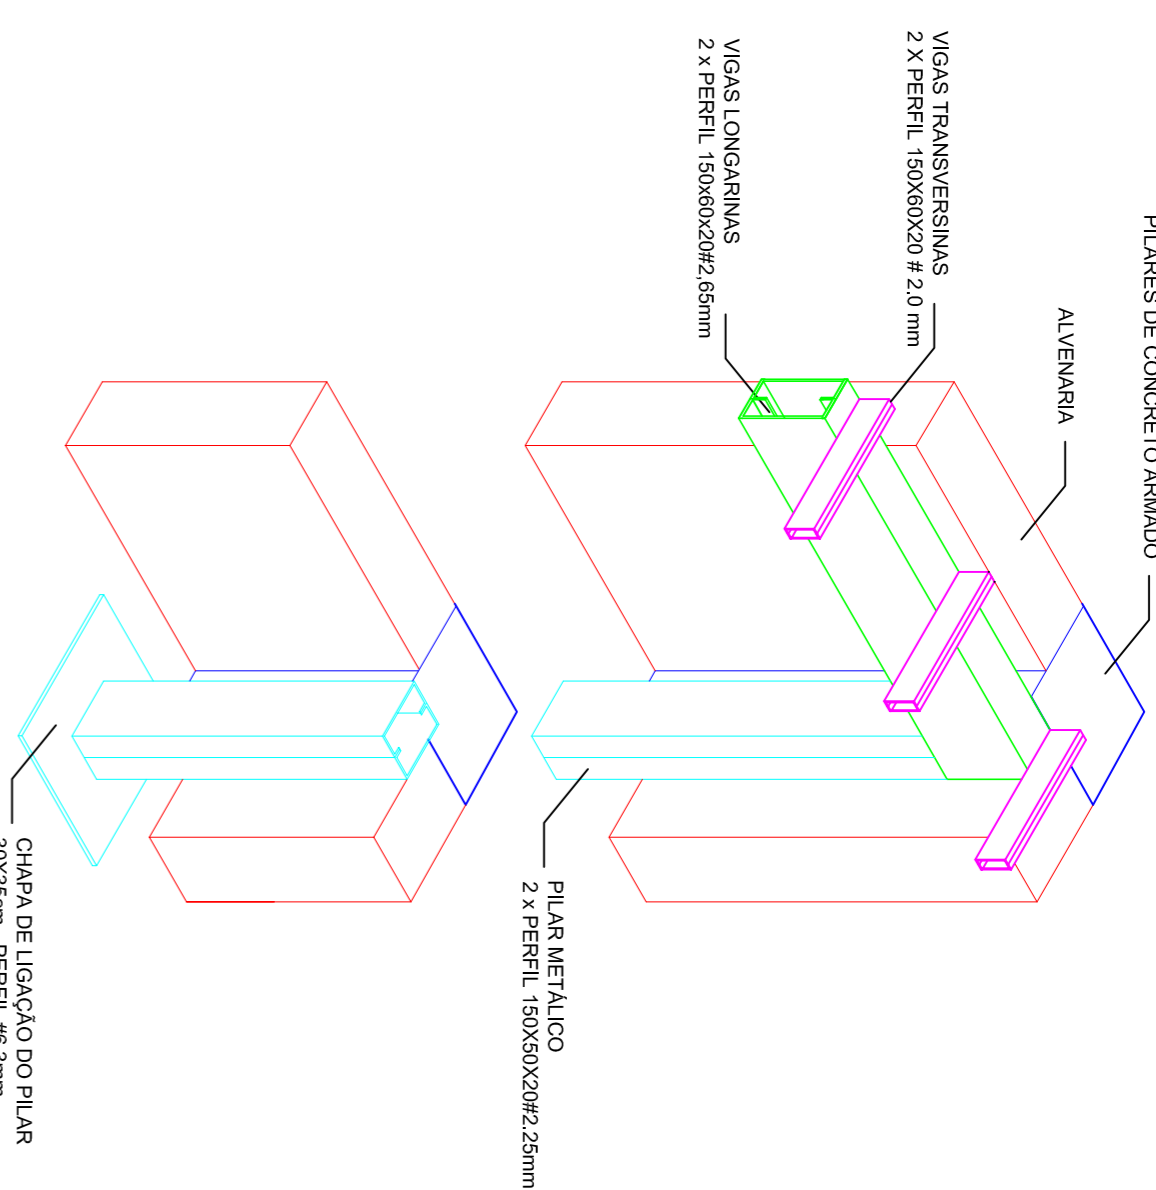 PILARES DE CONCRETO ARMADO
ALVENARIA
VIGAS TRANSVERSINAS
2 X PERFIL 150X60X20 # 2.0 mm
VIGAS LONGARINAS
2 x PERFIL 150x60x20#2,65mm
PILAR METÁLICO
2 x PERFIL 150X50X20#2.25mm
CHAPA DE LIGAÇÃO DO PILAR